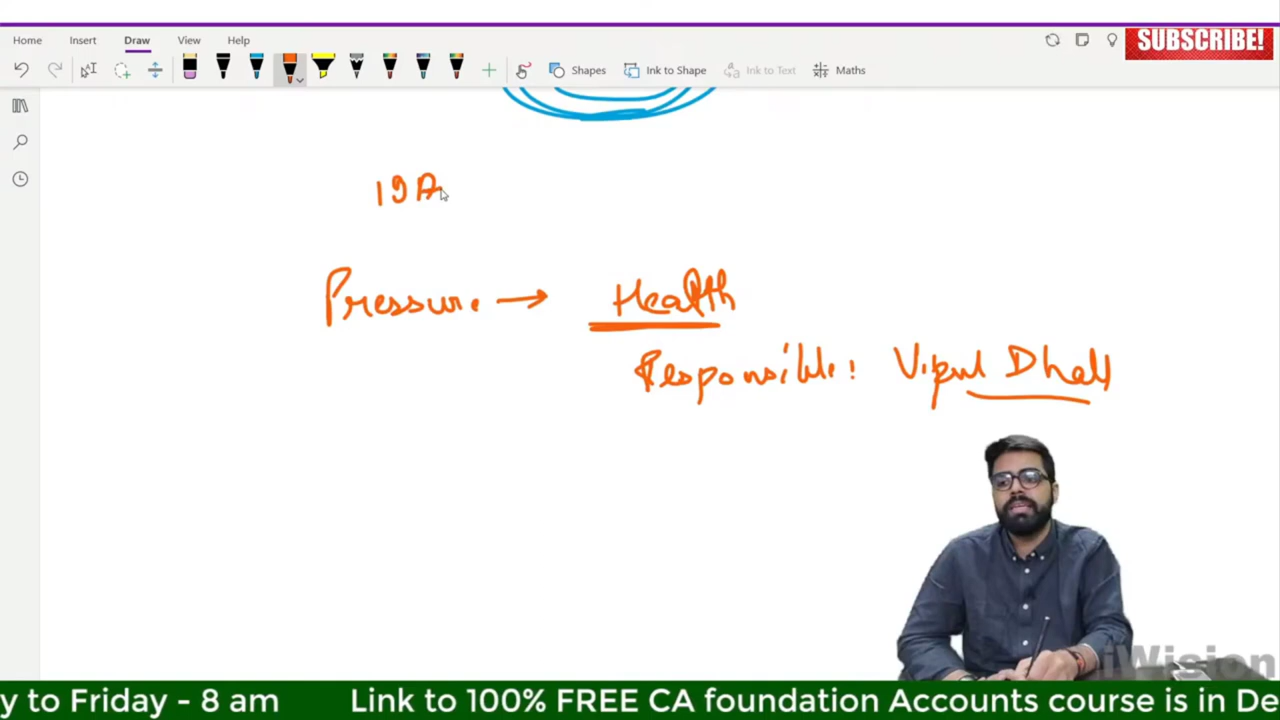 Home Insert Draw View Help
SUBSCRIBE!
Shapes Ink to Shape Ink to Text Maths
19A
Pressure → Health
Responsible: Vipul Dhall
iWision
y to Friday - 8 am Link to 100% FREE CA foundation Accounts course is in De